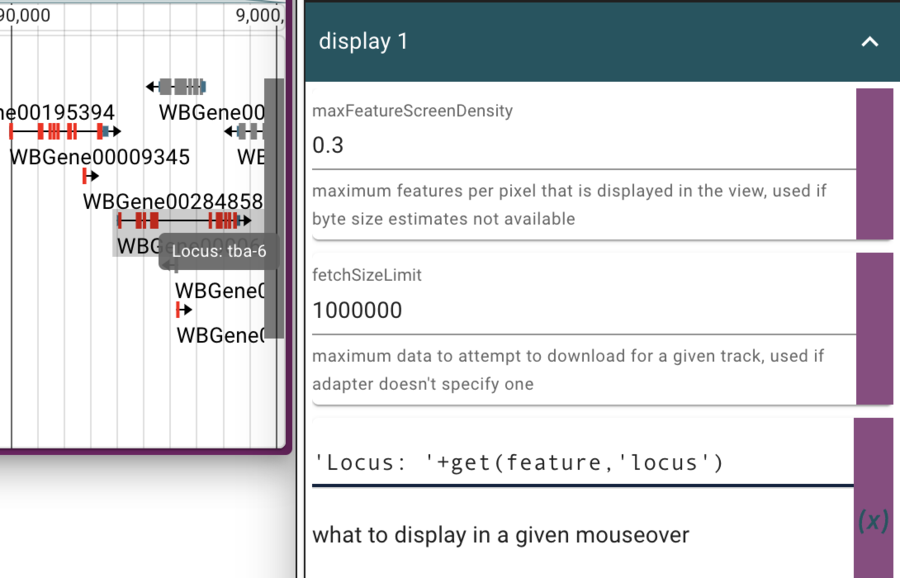 90,000
9,000,
e00195394
WBGene00
WBGene00009345
WB
WBGene00284858
WBG
Locus: tba-6
WBGene0
WBGene(
display 1
maxFeatureScreenDensity
0.3
maximum features per pixel that is displayed in the view, used if
byte size estimates not available
fetchSizeLimit
1000000
maximum data to attempt to download for a given track, used if
adapter doesn't specify one
'Locus: '+get(feature,'locus')
(x)
what to display in a given mouseover